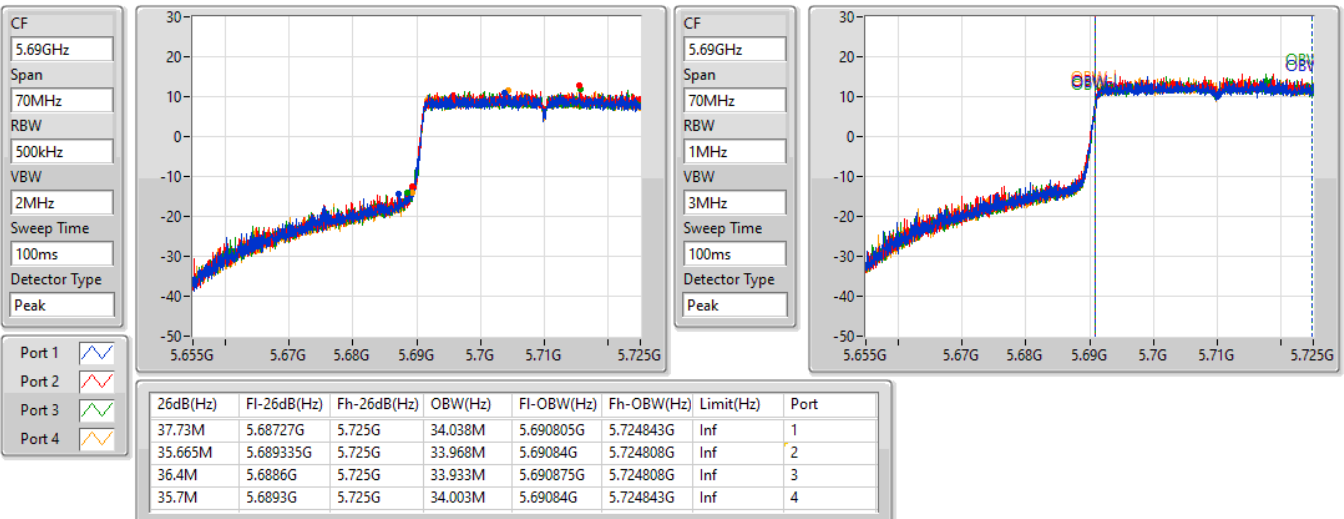 CF
5.69GHz
Span
70MHz
RBW
500kHz
VBW
2MHz
Sweep Time
100ms
Detector Type
Peak
30
20
10
0
-10
-20
-30
-40
-50
5.655G 5.67G 5.68G 5.69G 5.7G 5.71G 5.725G
CF
5.69GHz
Span
70MHz
RBW
1MHz
VBW
3MHz
Sweep Time
100ms
Detector Type
Peak
30
20
10
0
-10
-20
-30
-40
-50
5.655G 5.67G 5.68G 5.69G 5.7G 5.71G 5.725G
Port 1
Port 2
Port 3
Port 4
26dB(Hz) Fl-26dB(Hz) Fh-26dB(Hz) OBW(Hz) Fl-OBW(Hz) Fh-OBW(Hz) Limit(Hz) Port
37.73M 5.68727G 5.725G 34.038M 5.690805G 5.724843G Inf 1
35.665M 5.689335G 5.725G 33.968M 5.69084G 5.724808G Inf 2
36.4M 5.6886G 5.725G 33.933M 5.690875G 5.724808G Inf 3
35.7M 5.6893G 5.725G 34.003M 5.69084G 5.724843G Inf 4